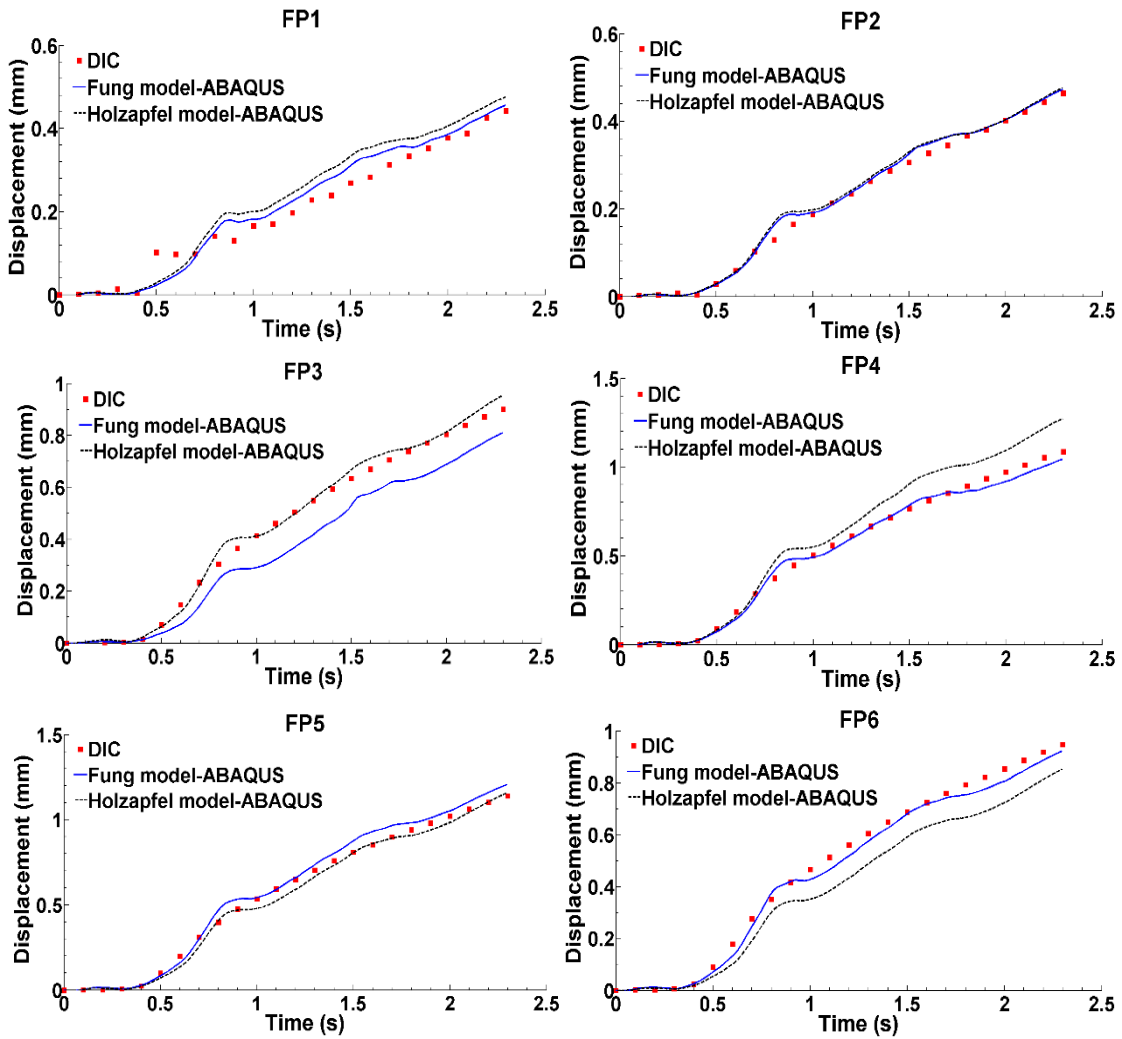 FP1
0.6
DIC
Fung model-ABAQUS
Holzapfel model-ABAQUS
0.4
0.2
0
Displacement (mm)
0 0.5 1 1.5 2 2.5
Time (s)
FP2
0.6
DIC
Fung model-ABAQUS
Holzapfel model-ABAQUS
0.4
0.2
0
Displacement (mm)
0 0.5 1 1.5 2 2.5
Time (s)
FP3
1
DIC
Fung model-ABAQUS
Holzapfel model-ABAQUS
0.8
0.6
0.4
0.2
0
Displacement (mm)
0 0.5 1 1.5 2 2.5
Time (s)
FP4
1.5
DIC
Fung model-ABAQUS
Holzapfel model-ABAQUS
1
0.5
0
Displacement (mm)
0 0.5 1 1.5 2 2.5
Time (s)
FP5
1.5
DIC
Fung model-ABAQUS
Holzapfel model-ABAQUS
1
0.5
0
Displacement (mm)
0 0.5 1 1.5 2 2.5
Time (s)
FP6
1
DIC
Fung model-ABAQUS
Holzapfel model-ABAQUS
0.8
0.6
0.4
0.2
0
Displacement (mm)
0 0.5 1 1.5 2 2.5
Time (s)